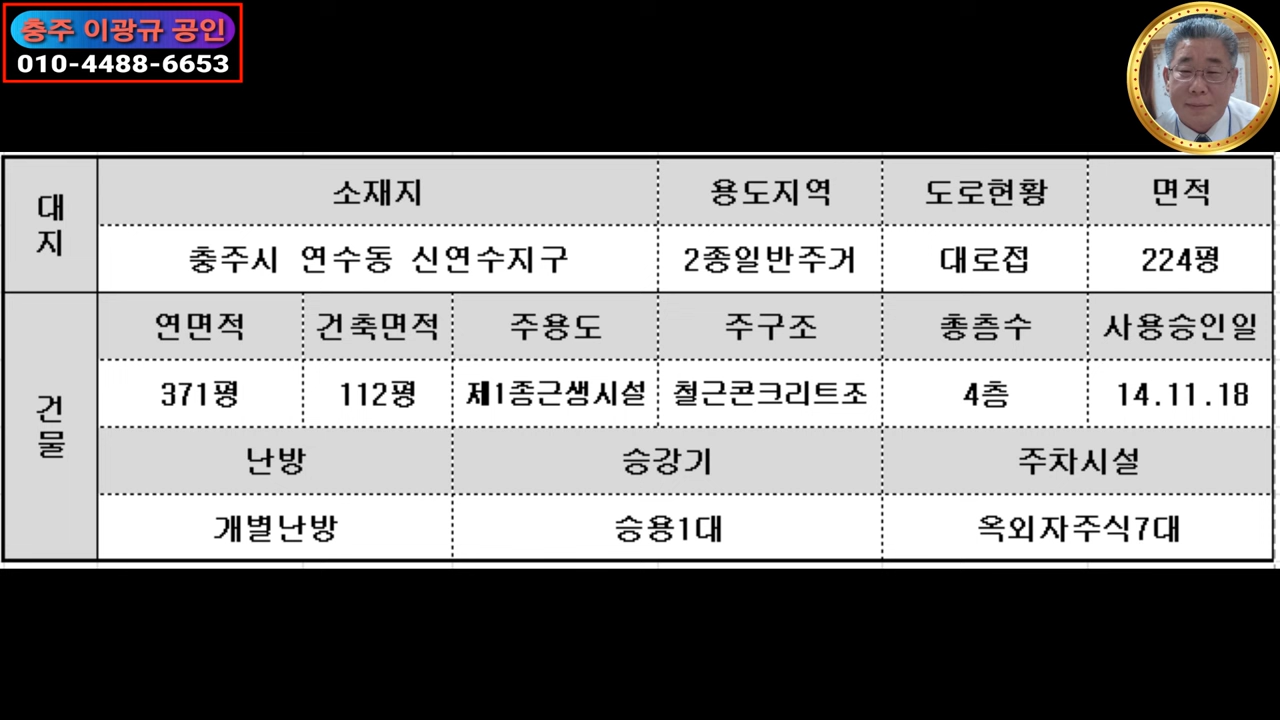 충주 이광규 공인
010-4488-6653
대지
소재지 용도지역 도로현황 면적
충주시 연수동 신연수지구 2종일반주거 대로접 224평
건물
연면적 건축면적 주용도 주구조 총층수 사용승인일
371평 112평 제1종근생시설 철근콘크리트조 4층 14.11.18
난방 승강기 주차시설
개별난방 승용1대 옥외자주식7대